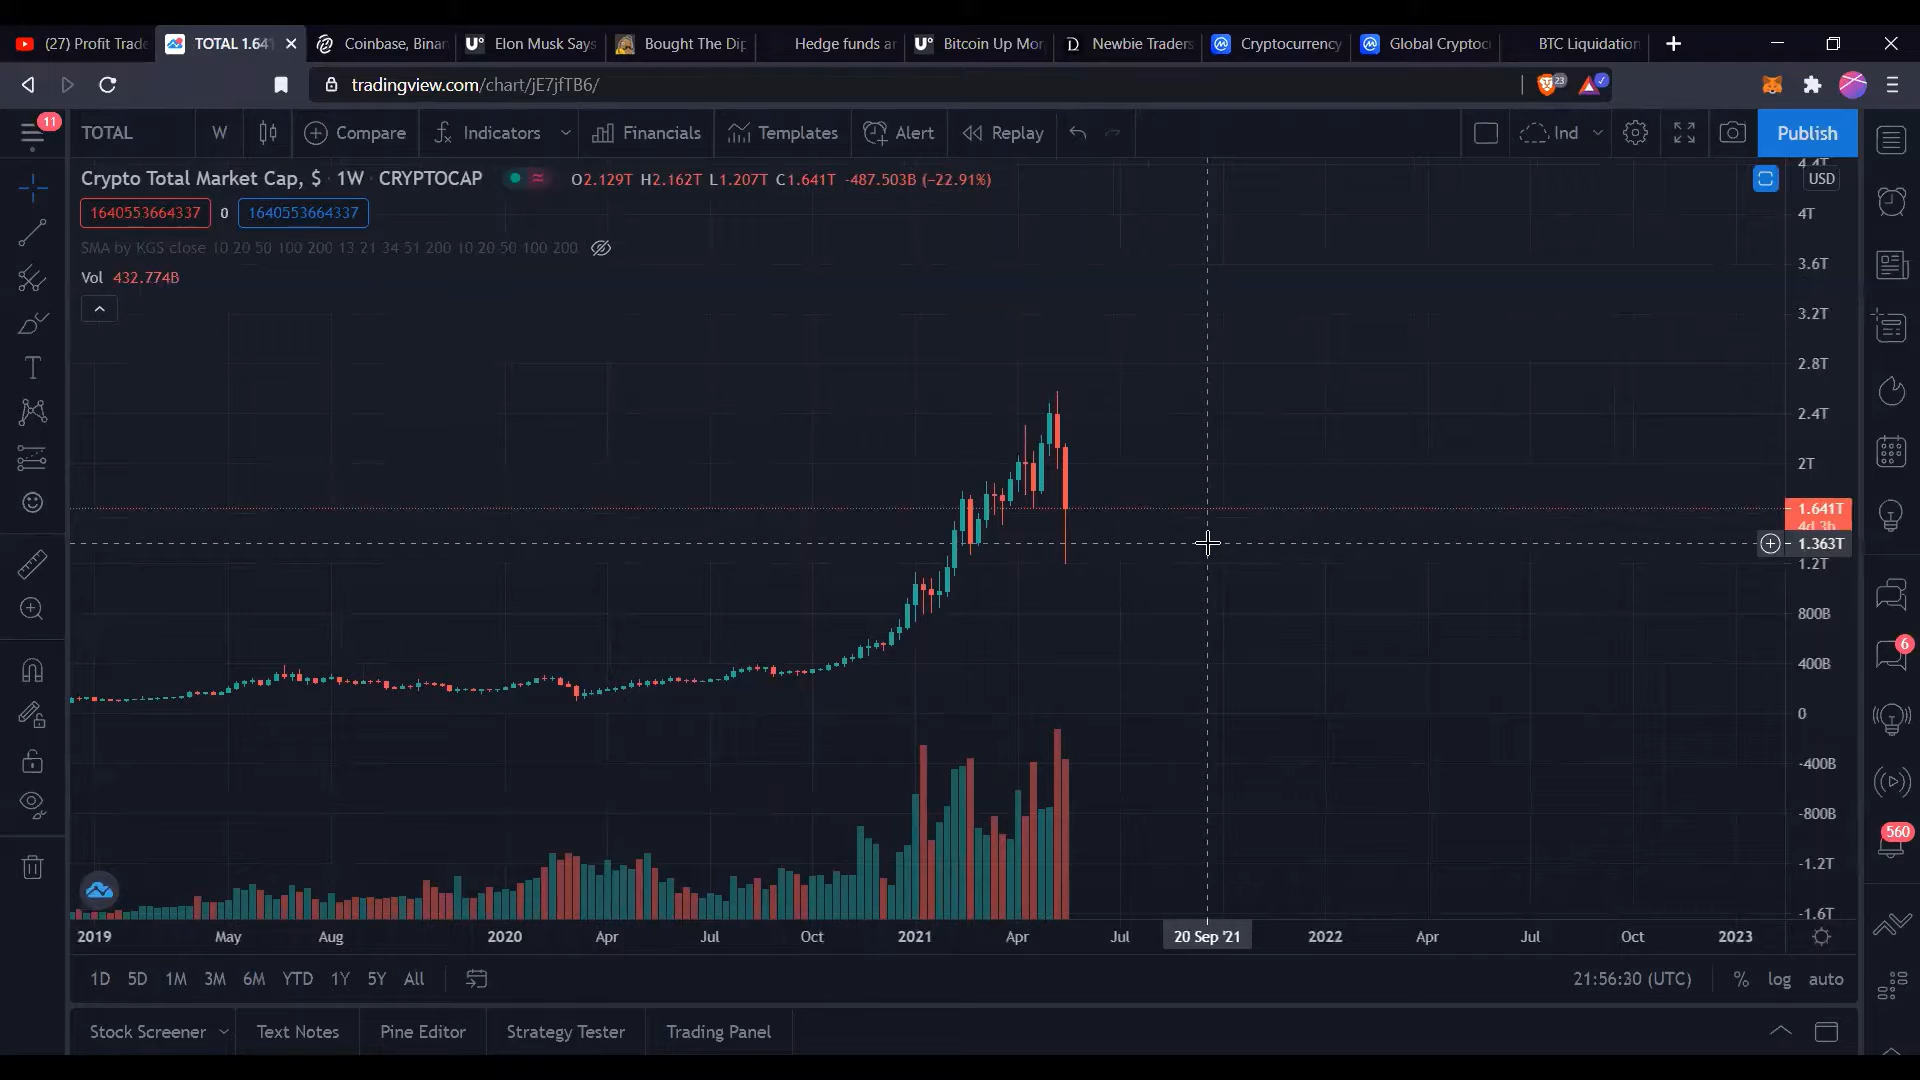 (27) Profit Trade
TOTAL 1.641
Coinbase, Binan
Elon Musk Says
Bought The Dip
Hedge funds ar
Bitcoin Up Mor
Newbie Traders
Cryptocurrency
Global Cryptoc
BTC Liquidation
tradingview.com/chart/jE7jfTB6/
23
11
TOTAL
W
Compare
Indicators
Financials
Templates
Alert
Replay
Ind
Publish
Crypto Total Market Cap, $ · 1W · CRYPTOCAP
O2.129T H2.162T L1.207T C1.641T -487.503B (−22.91%)
USD
1640553664337 0 1640553664337
SMA by KGS close 10 20 50 100 200 13 21 34 51 200 10 20 50 100 200
Vol 432.774B
4.4T
4T
3.6T
3.2T
2.8T
2.4T
2T
1.641T
4d 3h
1.363T
1.2T
800B
400B
0
-400B
-800B
-1.2T
-1.6T
6
560
2019 May Aug 2020 Apr Jul Oct 2021 Apr Jul 20 Sep '21 2022 Apr Jul Oct 2023
1D 5D 1M 3M 6M YTD 1Y 5Y All
21:56:30 (UTC) % log auto
Stock Screener Text Notes Pine Editor Strategy Tester Trading Panel